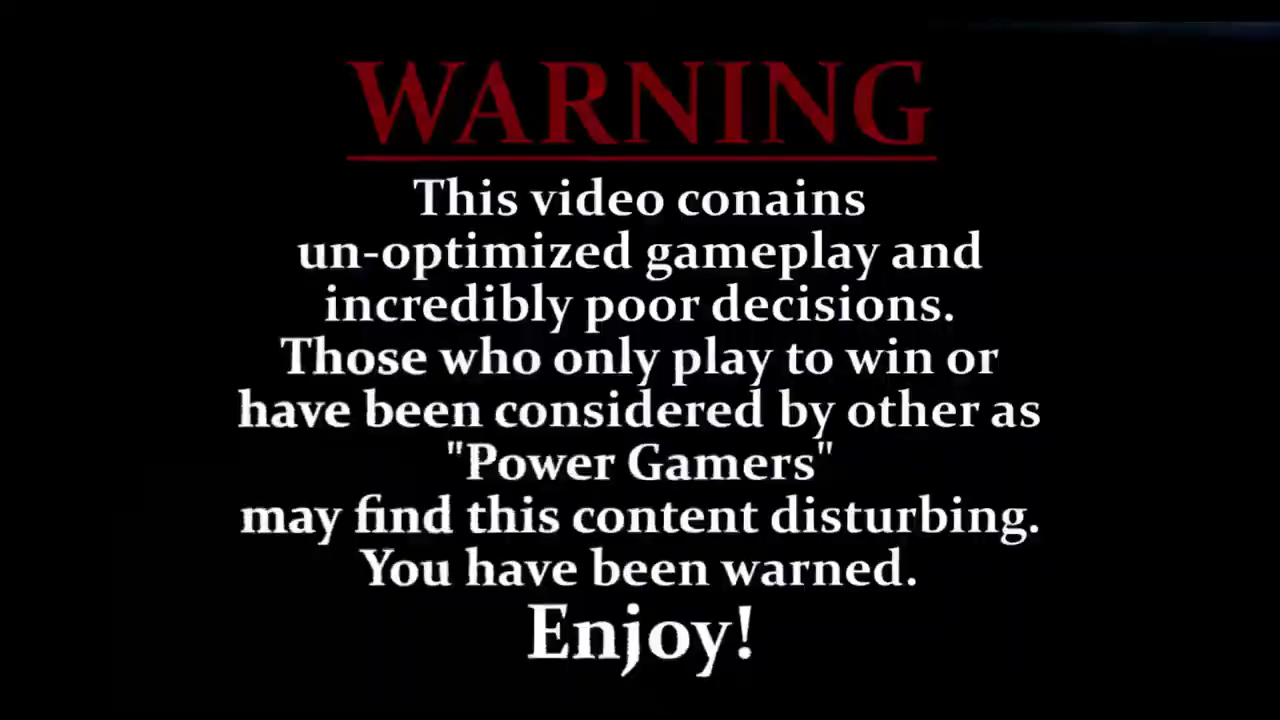 WARNING
This video conains
un-optimized gameplay and
incredibly poor decisions.
Those who only play to win or
have been considered by other as
"Power Gamers"
may find this content disturbing.
You have been warned.
Enjoy!